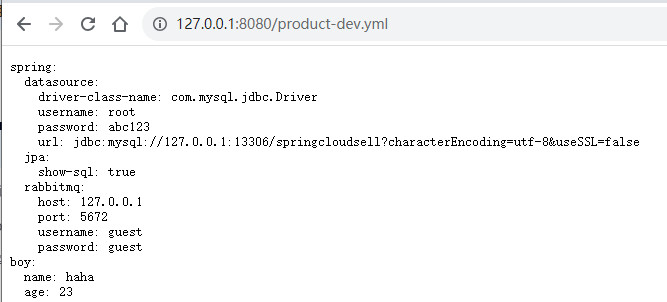 127.0.0.1:8080/product-dev.yml
spring:
  datasource:
    driver-class-name: com.mysql.jdbc.Driver
    username: root
    password: abc123
    url: jdbc:mysql://127.0.0.1:13306/springcloudsell?characterEncoding=utf-8&useSSL=false
  jpa:
    show-sql: true
  rabbitmq:
    host: 127.0.0.1
    port: 5672
    username: guest
    password: guest
boy:
  name: haha
  age: 23